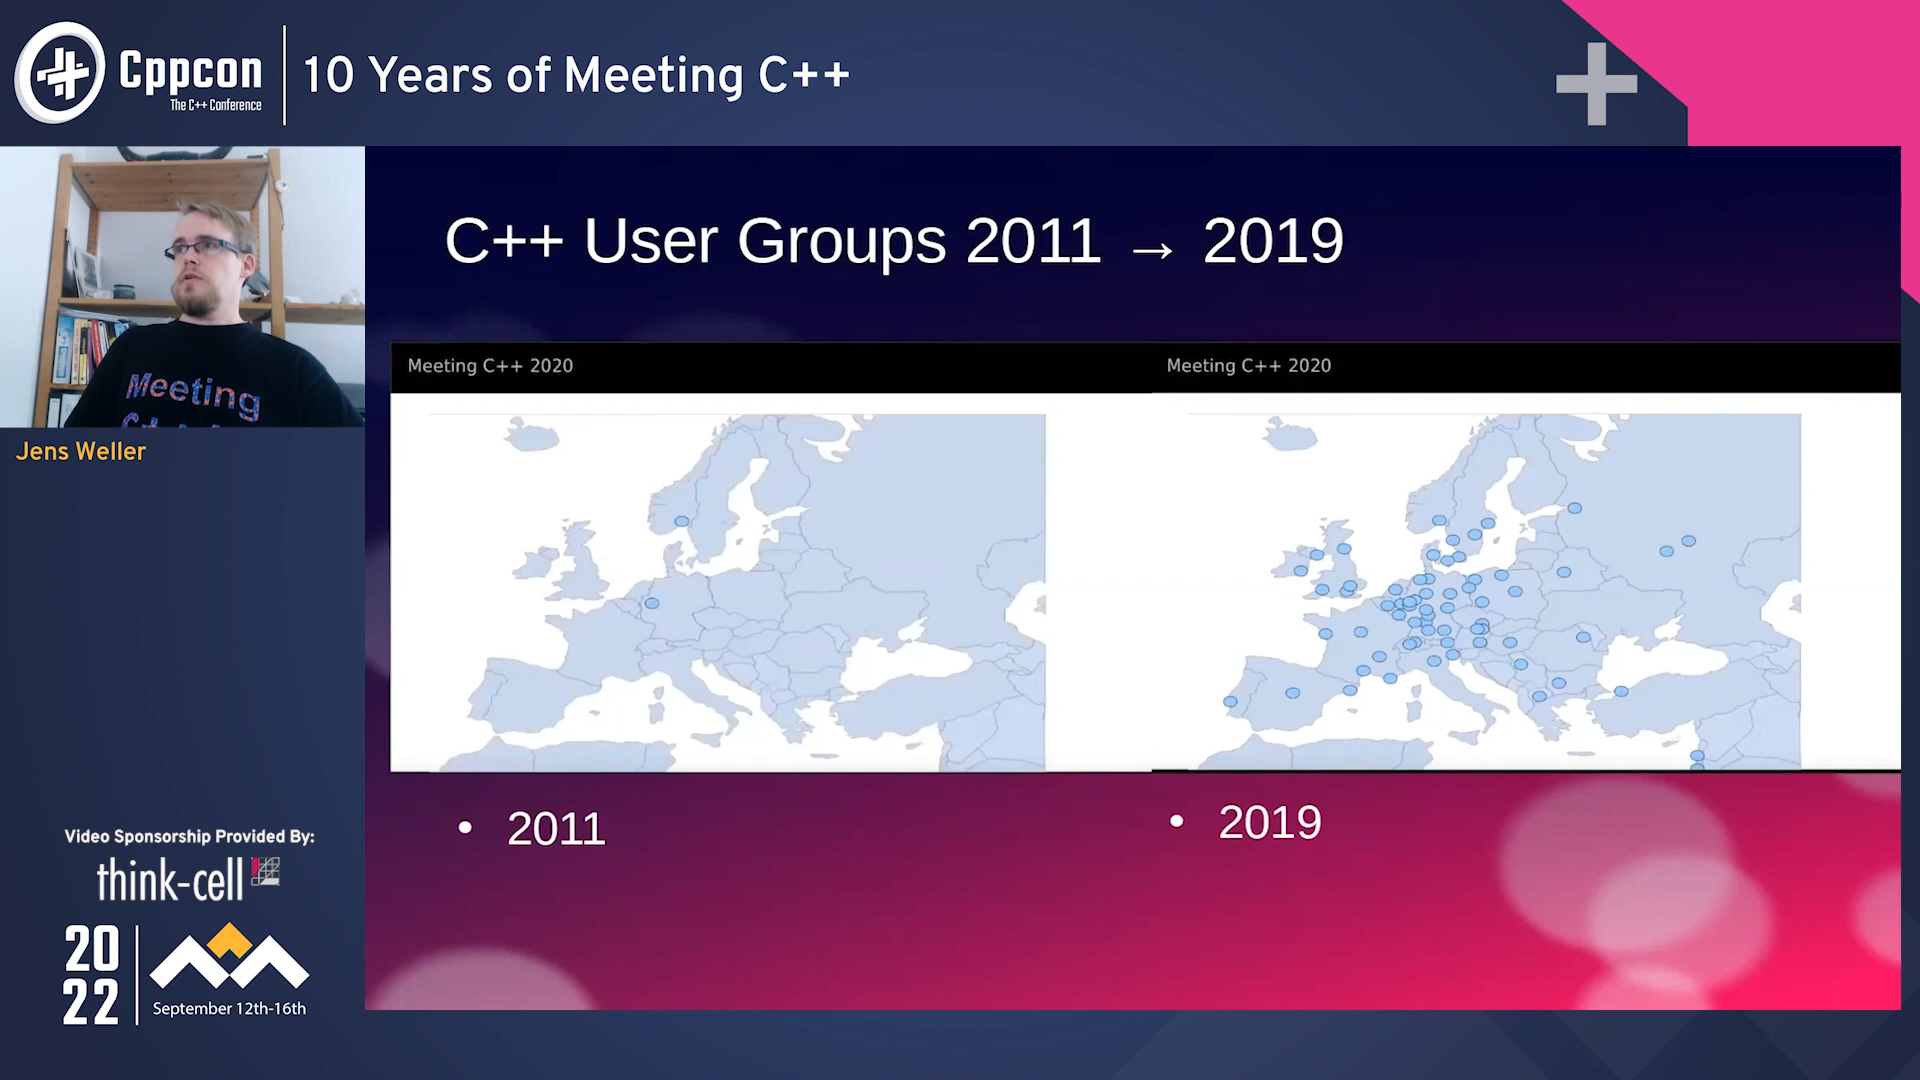 Cppcon
The C++ Conference
10 Years of Meeting C++
Meeting
Jens Weller
C++ User Groups 2011 → 2019
Meeting C++ 2020
Meeting C++ 2020
• 2011
• 2019
Video Sponsorship Provided By:
think-cell
20
22
September 12th-16th